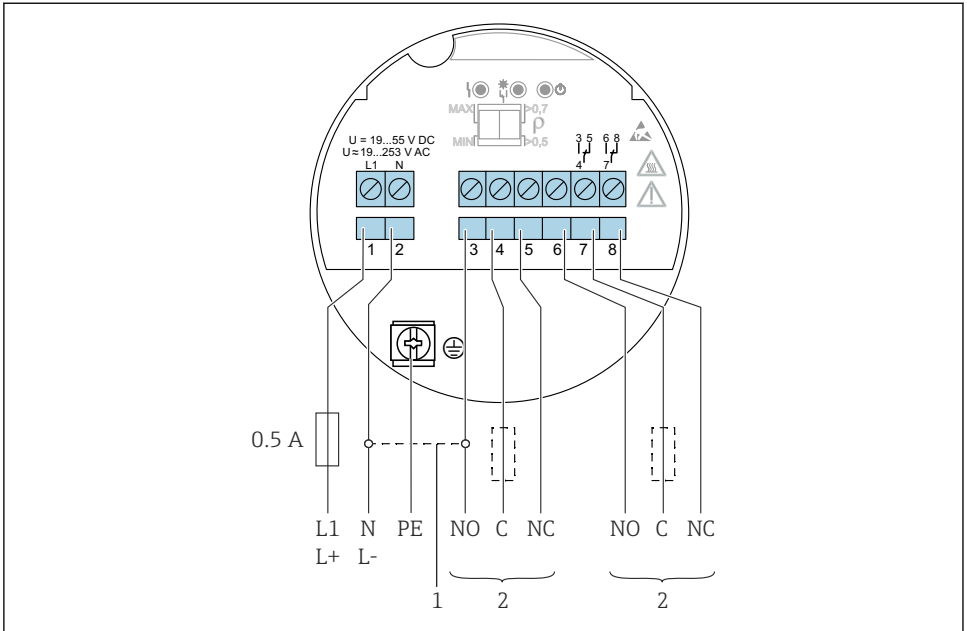 MAX >0,7
ρ
MIN >0,5
U = 19...55 V DC
U≈19...253 V AC
L1 N
3 5
4
6 8
7
1 2 3 4 5 6 7 8
0.5 A
L1 N PE NO C NC NO C NC
L+ L-
1 2 2